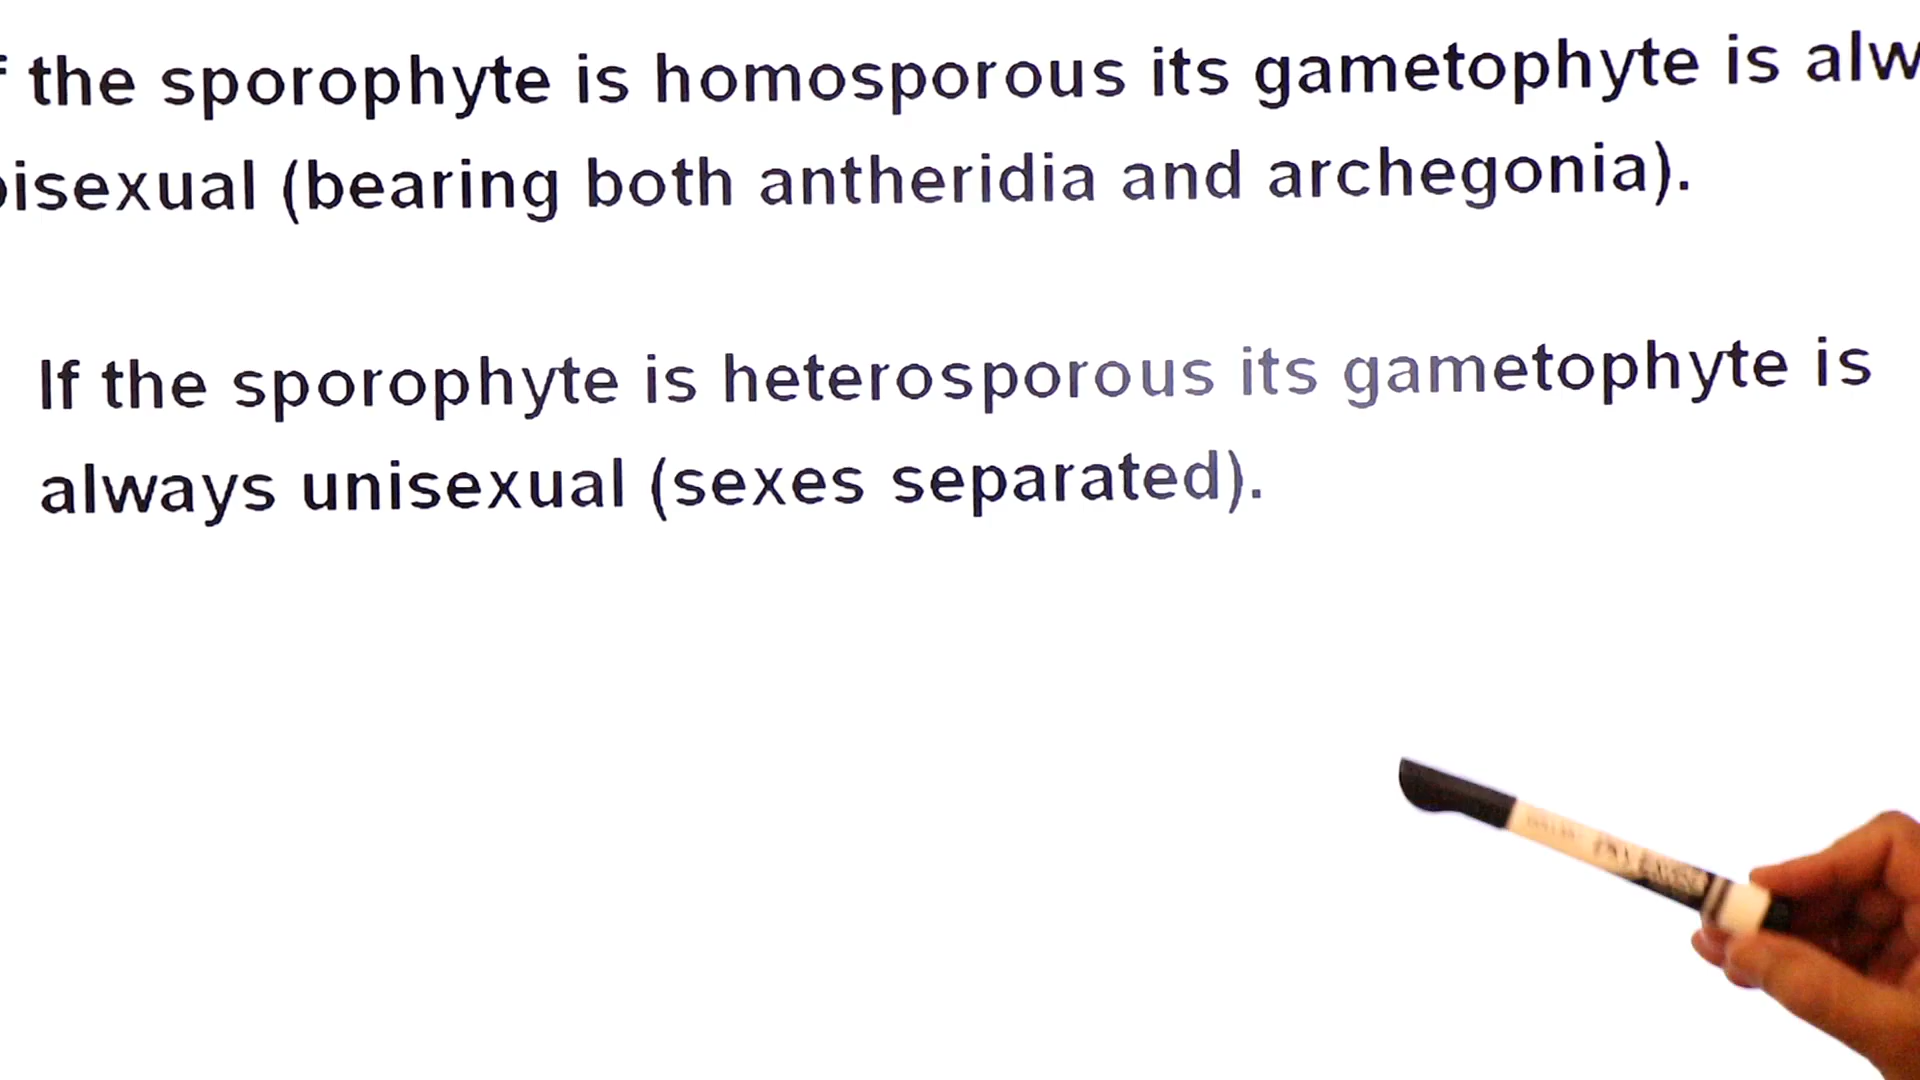 the sporophyte is homosporous its gametophyte is alw
bisexual (bearing both antheridia and archegonia).
If the sporophyte is heterosporous its gametophyte is
always unisexual (sexes separated).